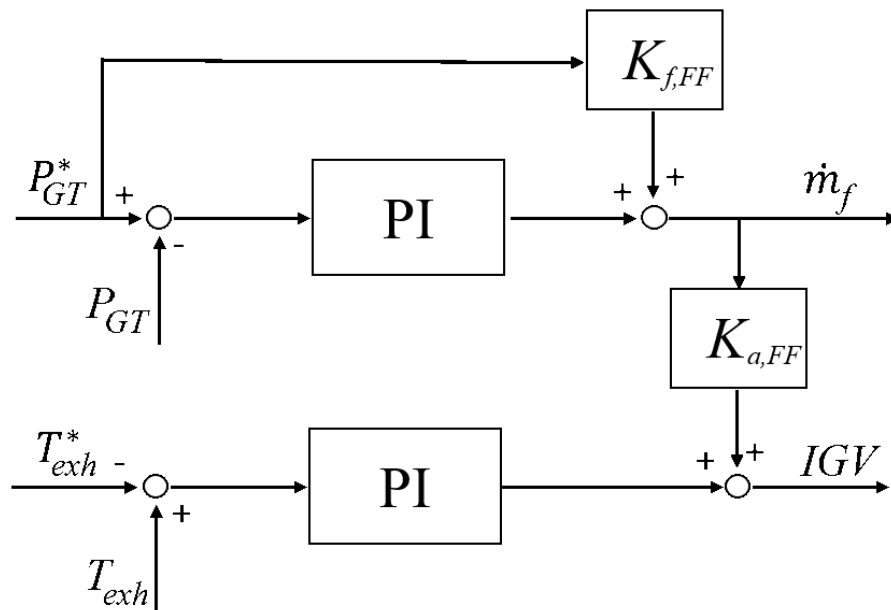 K_{f,FF}
P^*_{GT} + PI + + ṁ_f
-
P_{GT}
K_{a,FF}
T^*_{exh} - PI + + IGV
+
T_{exh}